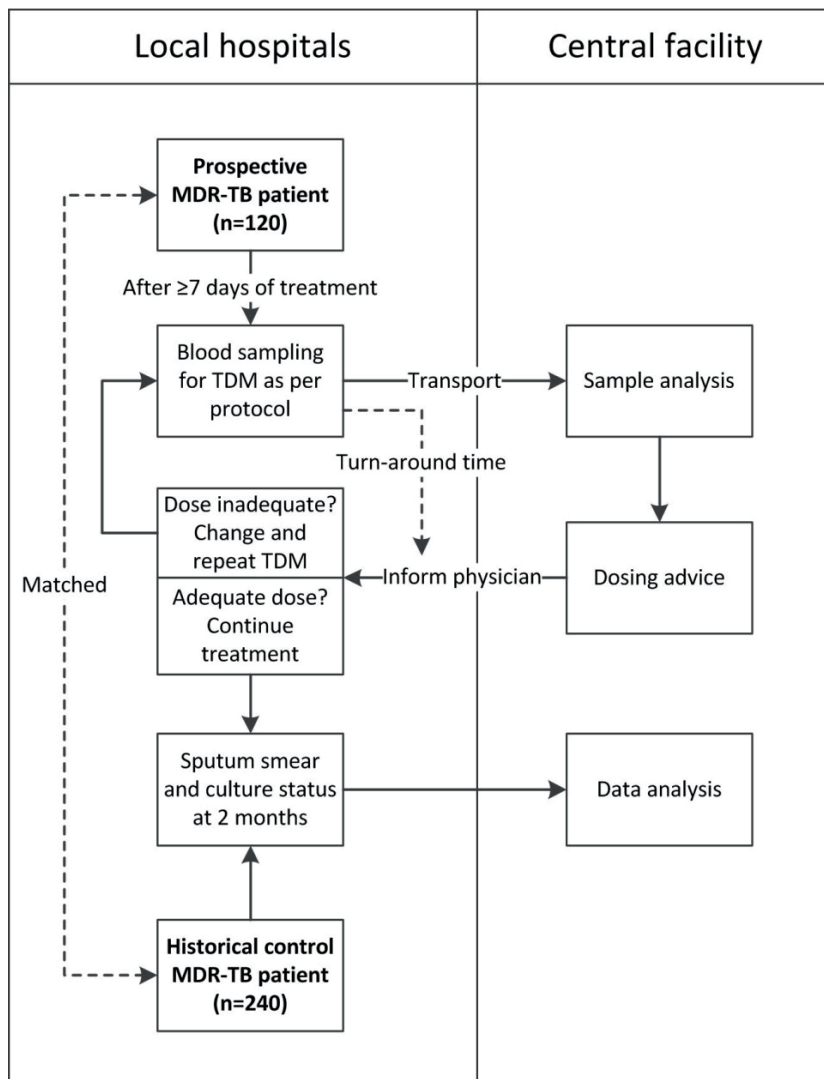 Local hospitals
Central facility
Prospective
MDR-TB patient
(n=120)
After ≥7 days of treatment
Blood sampling
for TDM as per
protocol
Transport
Sample analysis
Turn-around time
Dose inadequate?
Change and
repeat TDM
Inform physician
Dosing advice
Matched
Adequate dose?
Continue
treatment
Sputum smear
and culture status
at 2 months
Data analysis
Historical control
MDR-TB patient
(n=240)